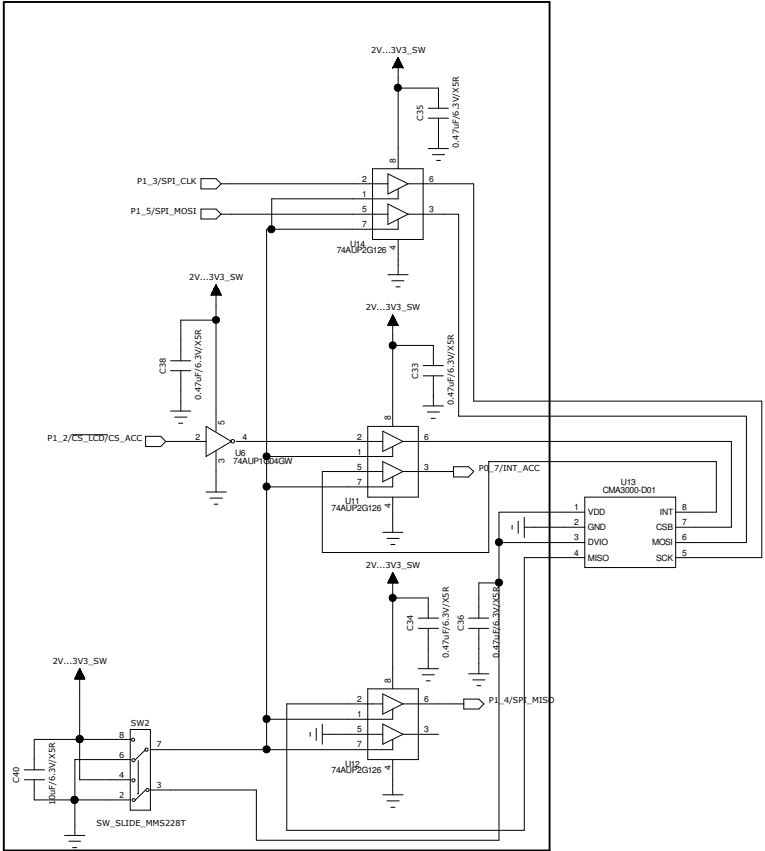 2V...3V3_SW
C35
0.47uF/6.3V/X5R
8
P1_3/SPI_CLK
2
6
1
P1_5/SPI_MOSI
5
3
7
U14
74AUP2G126
4
2V...3V3_SW
C38
0.47uF/6.3V/X5R
5
P1_2/CS_LCD/CS_ACC
2
4
3
U6
74AUP1G04GW
2V...3V3_SW
C33
0.47uF/6.3V/X5R
8
2
6
1
5
3
P0_7/INT_ACC
7
U11
74AUP2G126
4
U13
CMA3000-D01
1 VDD INT 8
2 GND CSB 7
3 DVIO MOSI 6
4 MISO SCK 5
2V...3V3_SW
C34
0.47uF/6.3V/X5R
C36
0.47uF/6.3V/X5R
8
2
6
P1_4/SPI_MISO
1
5
3
7
U12
74AUP2G126
4
2V...3V3_SW
SW2
C40
10uF/6.3V/X5R
8
7
6
4
3
2
SW_SLIDE_MMS228T